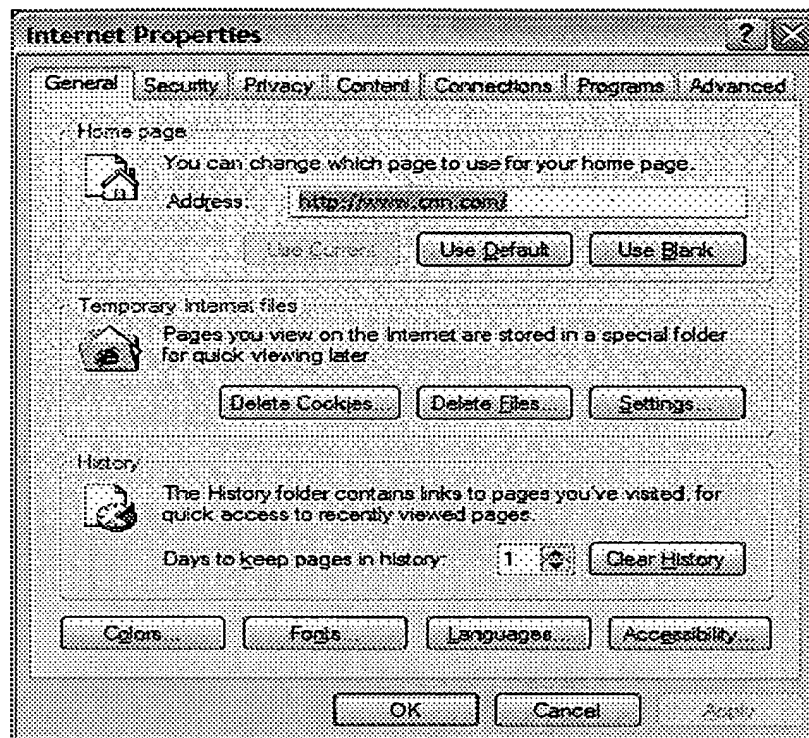 Internet Properties
General Security Privacy Content Connections Programs Advanced
Home page
You can change which page to use for your home page.
Address: http://www.cnn.com/
Use Current Use Default Use Blank
Temporary Internet files
Pages you view on the Internet are stored in a special folder
for quick viewing later.
Delete Cookies... Delete Files... Settings...
History
The History folder contains links to pages you've visited, for
quick access to recently viewed pages.
Days to keep pages in history: 1 Clear History
Colors... Fonts... Languages... Accessibility...
OK Cancel Apply